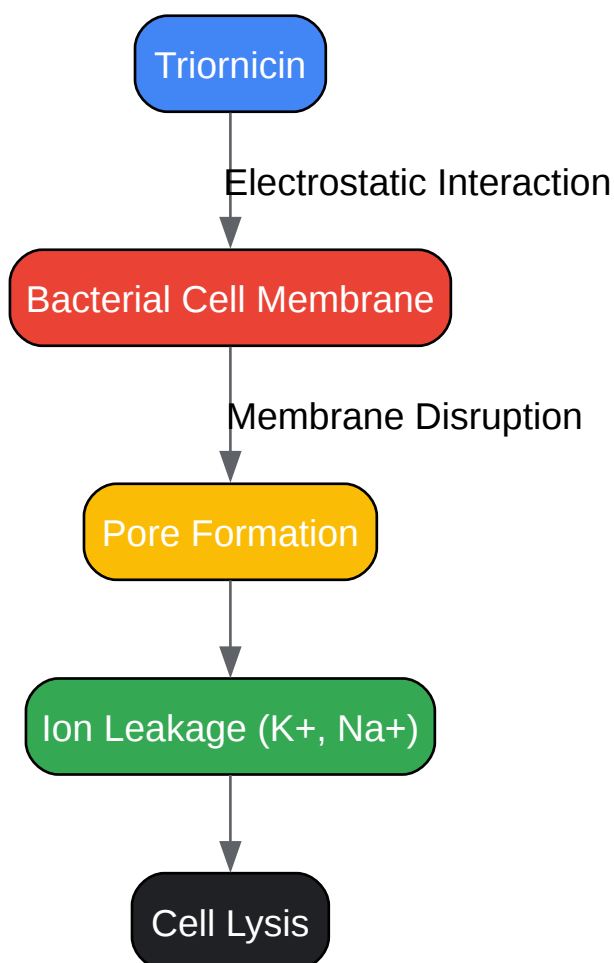 Triornicin
Electrostatic Interaction
Bacterial Cell Membrane
Membrane Disruption
Pore Formation
Ion Leakage (K+, Na+)
Cell Lysis